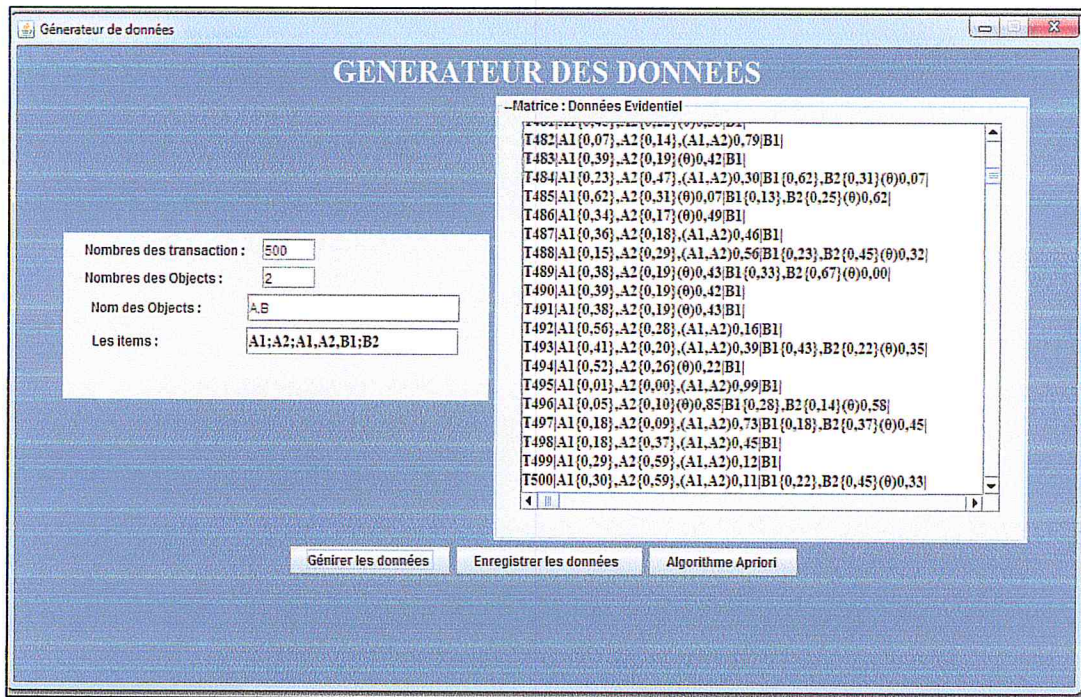 Génerateur de données
GENERATEUR DES DONNEES
Nombres des transaction :
500
Nombres des Objects :
2
Nom des Objects :
A,B
Les items :
A1;A2;A1,A2,B1;B2
--Matrice : Données Evidentiel
T482|A1{0,07},A2{0,14},(A1,A2)0,79|B1|
T483|A1{0,39},A2{0,19}(θ)0,42|B1|
T484|A1{0,23},A2{0,47},(A1,A2)0,30|B1{0,62},B2{0,31}(θ)0,07|
T485|A1{0,62},A2{0,31}(θ)0,07|B1{0,13},B2{0,25}(θ)0,62|
T486|A1{0,34},A2{0,17}(θ)0,49|B1|
T487|A1{0,36},A2{0,18},(A1,A2)0,46|B1|
T488|A1{0,15},A2{0,29},(A1,A2)0,56|B1{0,23},B2{0,45}(θ)0,32|
T489|A1{0,38},A2{0,19}(θ)0,43|B1{0,33},B2{0,67}(θ)0,00|
T490|A1{0,39},A2{0,19}(θ)0,42|B1|
T491|A1{0,38},A2{0,19}(θ)0,43|B1|
T492|A1{0,56},A2{0,28},(A1,A2)0,16|B1|
T493|A1{0,41},A2{0,20},(A1,A2)0,39|B1{0,43},B2{0,22}(θ)0,35|
T494|A1{0,52},A2{0,26}(θ)0,22|B1|
T495|A1{0,01},A2{0,00},(A1,A2)0,99|B1|
T496|A1{0,05},A2{0,10}(θ)0,85|B1{0,28},B2{0,14}(θ)0,58|
T497|A1{0,18},A2{0,09},(A1,A2)0,73|B1{0,18},B2{0,37}(θ)0,45|
T498|A1{0,18},A2{0,37},(A1,A2)0,45|B1|
T499|A1{0,29},A2{0,59},(A1,A2)0,12|B1|
T500|A1{0,30},A2{0,59},(A1,A2)0,11|B1{0,22},B2{0,45}(θ)0,33|
Génirer les données
Enregistrer les données
Algorithme Apriori